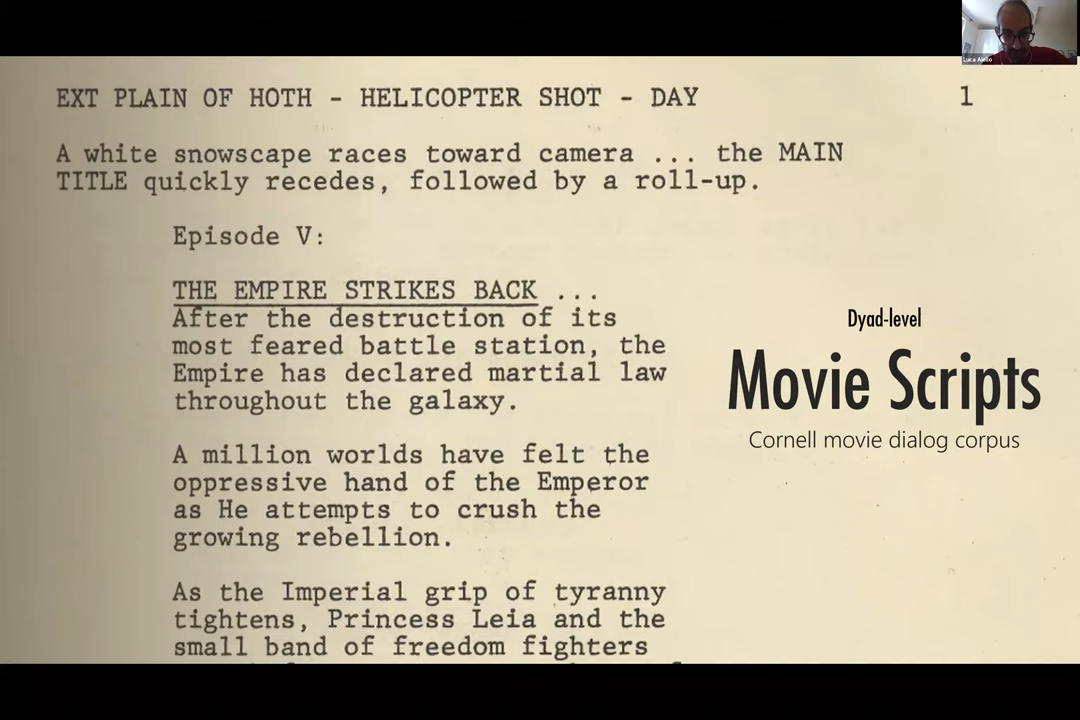 Luca Aiello
EXT PLAIN OF HOTH - HELICOPTER SHOT - DAY 1
A white snowscape races toward camera ... the MAIN
TITLE quickly recedes, followed by a roll-up.
Episode V:
THE EMPIRE STRIKES BACK ...
After the destruction of its
most feared battle station, the
Empire has declared martial law
throughout the galaxy.
A million worlds have felt the
oppressive hand of the Emperor
as He attempts to crush the
growing rebellion.
As the Imperial grip of tyranny
tightens, Princess Leia and the
small band of freedom fighters
Dyad-level
Movie Scripts
Cornell movie dialog corpus